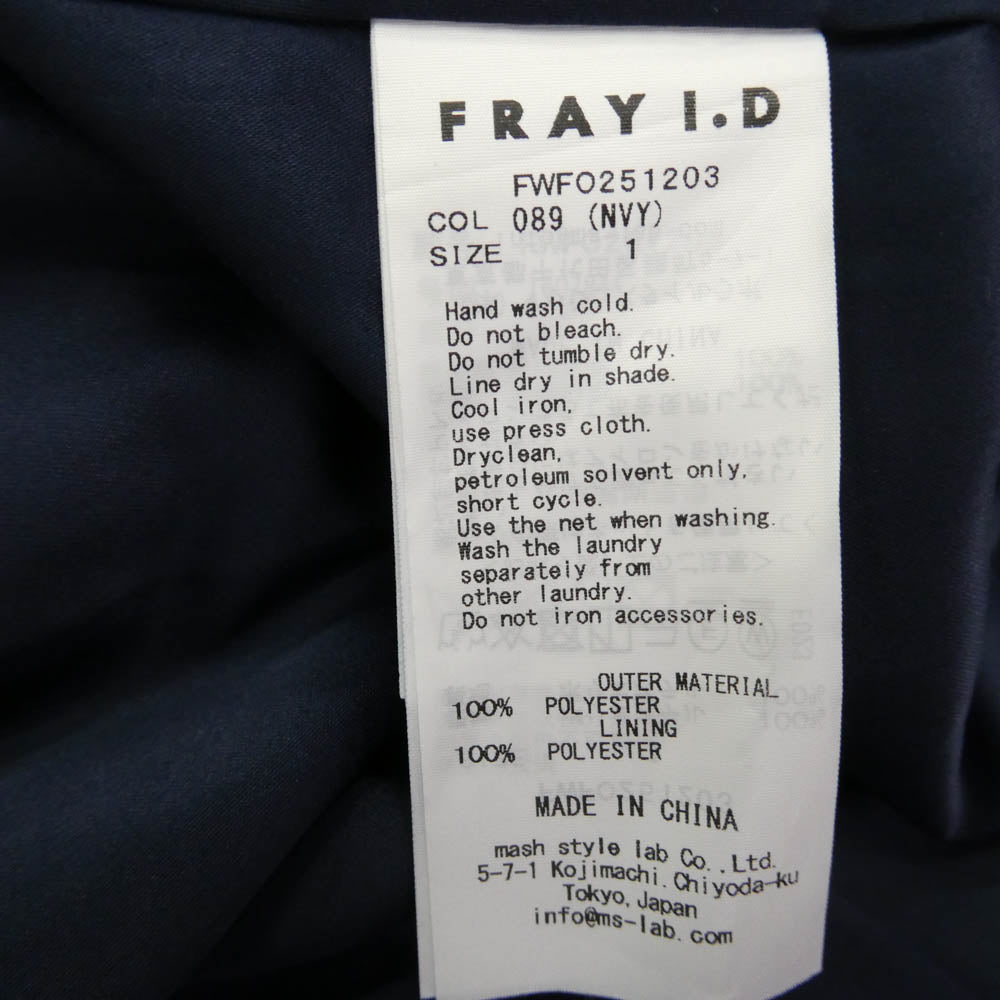 FRAY I.D
FWFO251203
COL 089 (NVY)
SIZE 1
Hand wash cold.
Do not bleach.
Do not tumble dry.
Line dry in shade.
Cool iron,
use press cloth.
Dryclean,
petroleum solvent only,
short cycle.
Use the net when washing.
Wash the laundry
separately from
other laundry.
Do not iron accessories.
OUTER MATERIAL
100% POLYESTER
LINING
100% POLYESTER
MADE IN CHINA
mash style lab Co.,Ltd.
5-7-1 Kojimachi.Chiyoda-ku
Tokyo,Japan
info@ms-lab.com